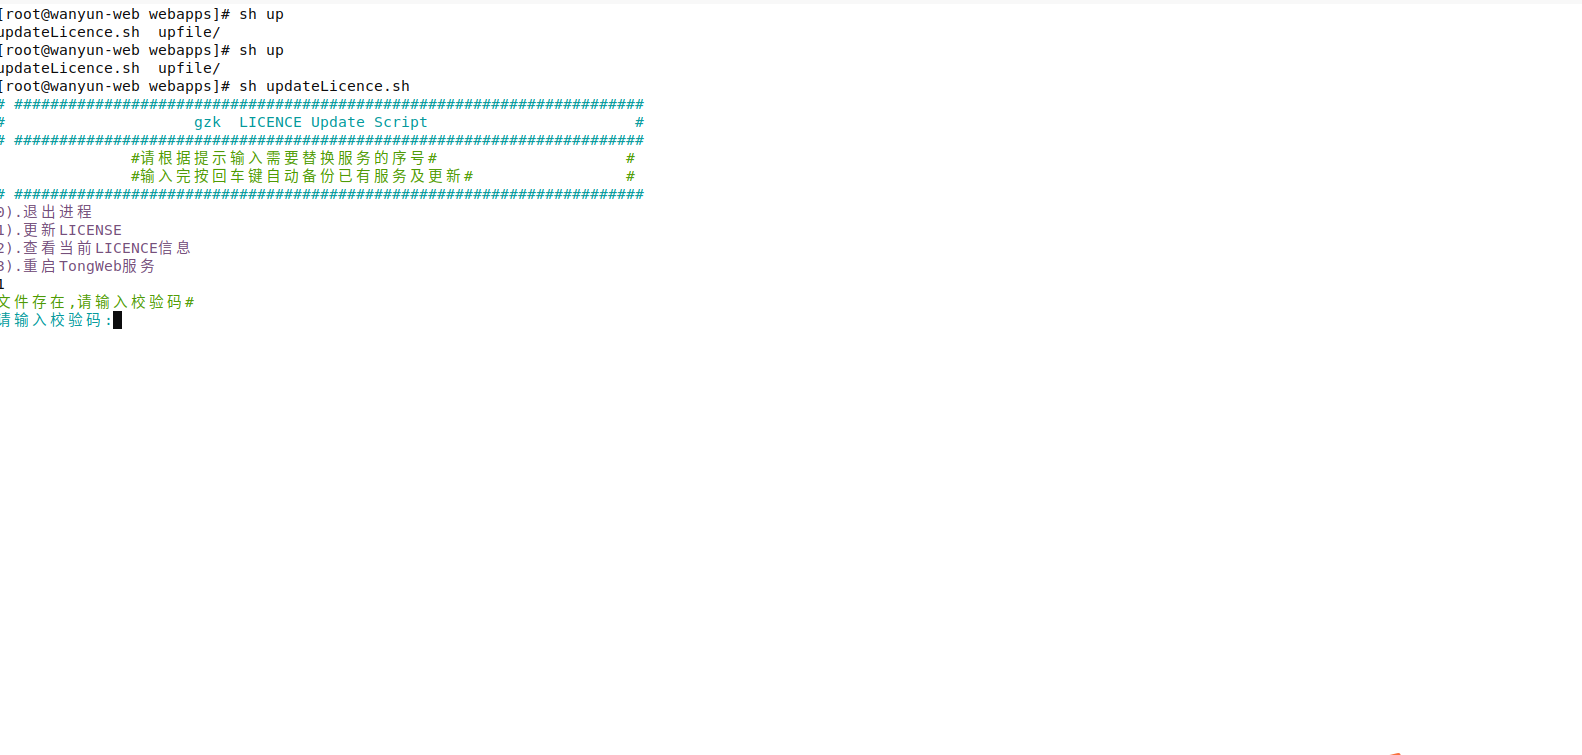 [root@wanyun-web webapps]# sh up
updateLicence.sh  upfile/
[root@wanyun-web webapps]# sh up
updateLicence.sh  upfile/
[root@wanyun-web webapps]# sh updateLicence.sh
# ######################################################################
#                     gzk  LICENCE Update Script                       #
# ######################################################################
#请根据提示输入需要替换服务的序号#                     #
#输入完按回车键自动备份已有服务及更新#                 #
# ######################################################################
0).退出进程
1).更新LICENSE
2).查看当前LICENCE信息
3).重启TongWeb服务
1
文件存在,请输入校验码#
请输入校验码: